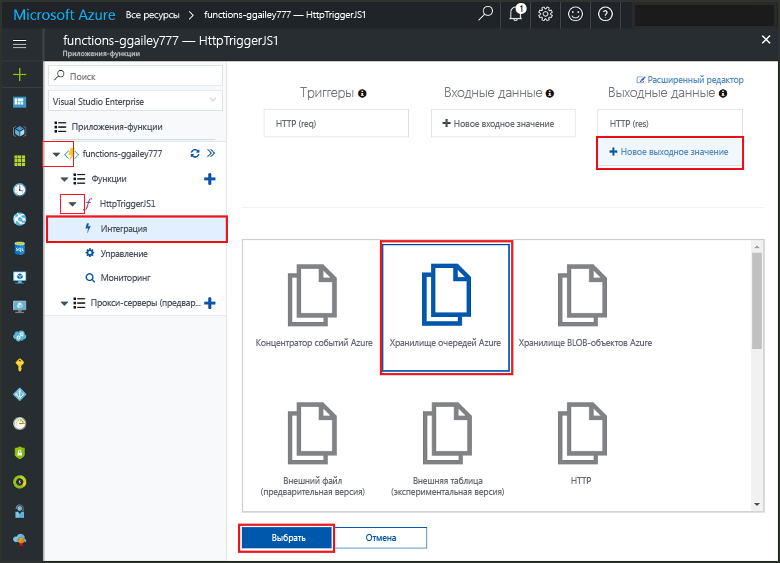 Microsoft Azure Все ресурсы > functions-ggailey777 — HttpTriggerJS1
1
functions-ggailey777 — HttpTriggerJS1
Приложения-функции
Поиск
Visual Studio Enterprise
Приложения-функции
functions-ggailey777
Функции
HttpTriggerJS1
Интеграция
Управление
Мониторинг
Прокси-серверы (предвар...
Расширенный редактор
Триггеры
Входные данные
Выходные данные
HTTP (req)
Новое входное значение
HTTP (res)
Новое выходное значение
Концентратор событий Azure
Хранилище очередей Azure
Хранилище BLOB-объектов Azure
Внешний файл
(предварительная версия)
Внешняя таблица
(экспериментальная версия)
HTTP
Выбрать
Отмена
SQL